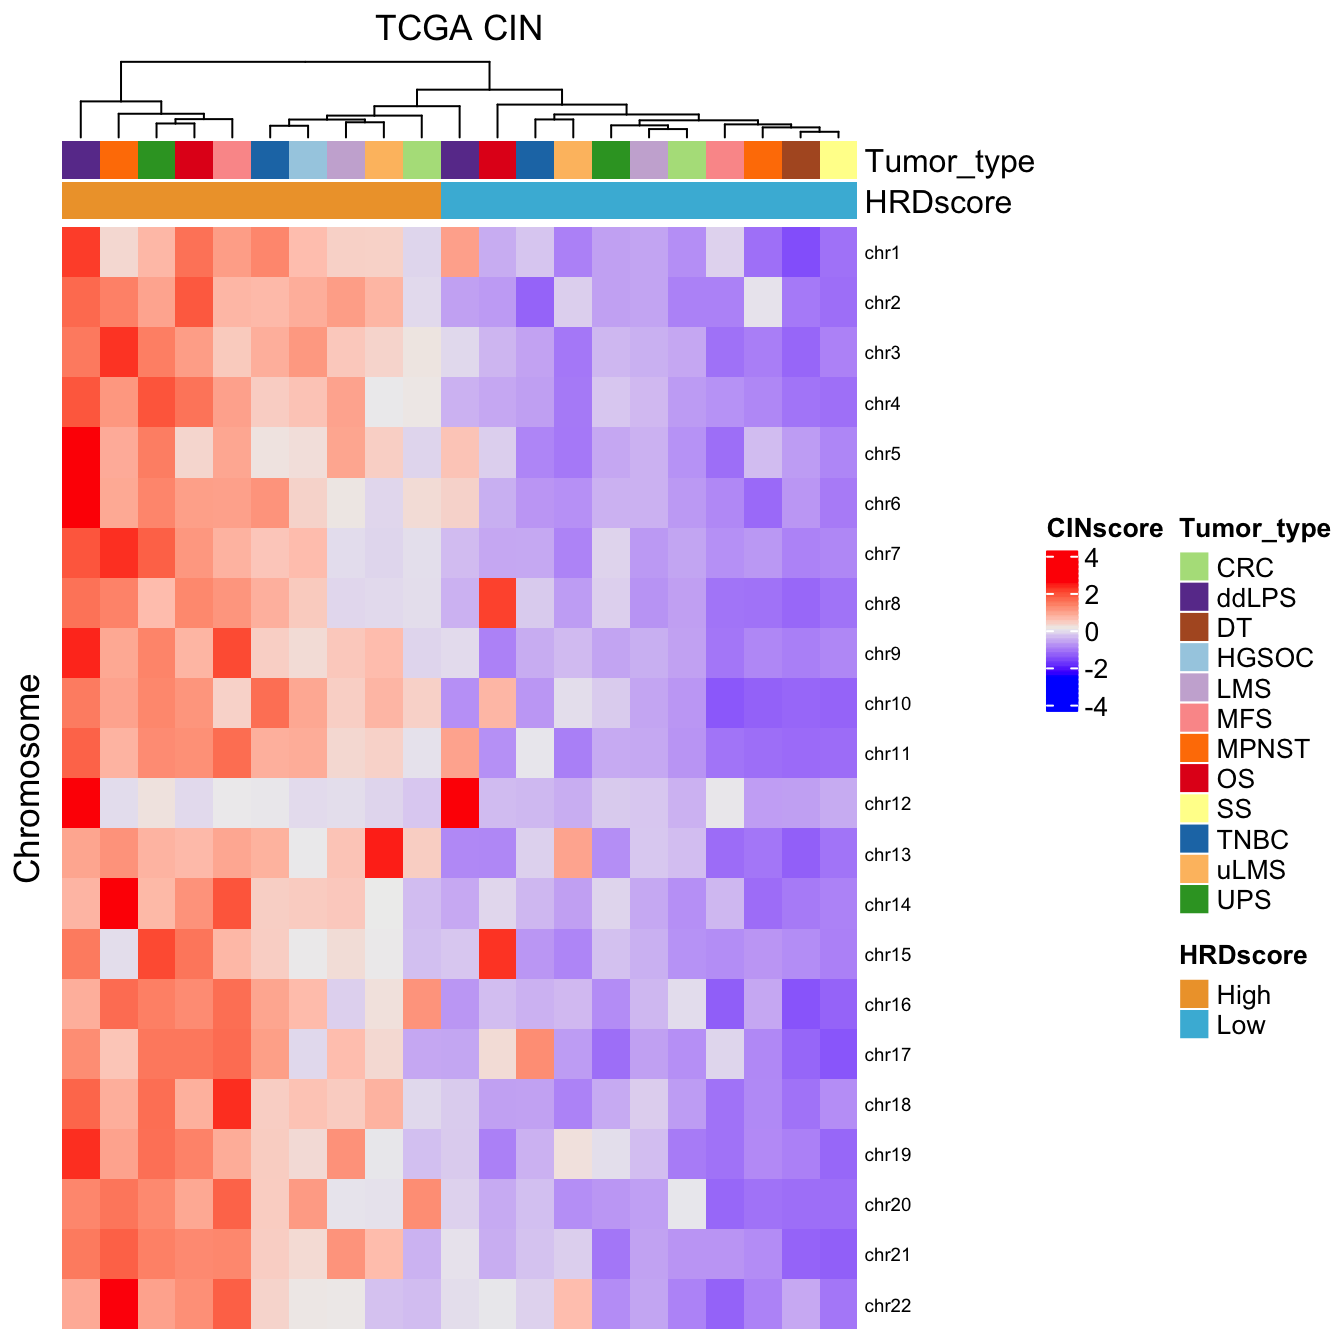 TCGA CIN
Tumor_type
HRDscore
chr1
chr2
chr3
chr4
chr5
chr6
chr7
chr8
chr9
chr10
chr11
chr12
chr13
chr14
chr15
chr16
chr17
chr18
chr19
chr20
chr21
chr22
Chromosome
CINscore
4
2
0
-2
-4
Tumor_type
CRC
ddLPS
DT
HGSOC
LMS
MFS
MPNST
OS
SS
TNBC
uLMS
UPS
HRDscore
High
Low